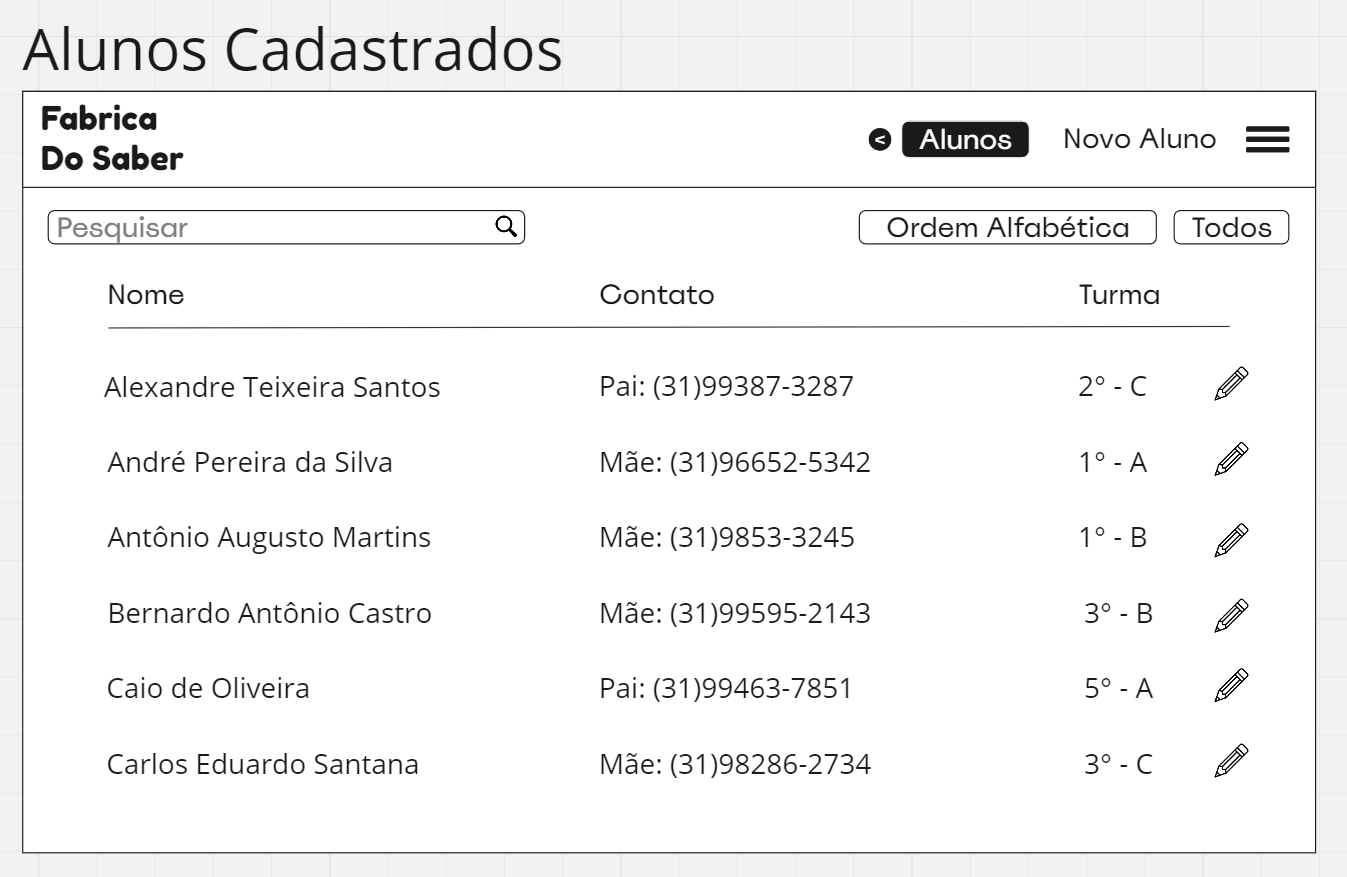 Alunos Cadastrados
Fabrica
Do Saber
< Alunos Novo Aluno
Pesquisar Ordem Alfabética Todos
Nome Contato Turma
Alexandre Teixeira Santos Pai: (31)99387-3287 2° - C
André Pereira da Silva Mãe: (31)96652-5342 1° - A
Antônio Augusto Martins Mãe: (31)9853-3245 1° - B
Bernardo Antônio Castro Mãe: (31)99595-2143 3° - B
Caio de Oliveira Pai: (31)99463-7851 5° - A
Carlos Eduardo Santana Mãe: (31)98286-2734 3° - C